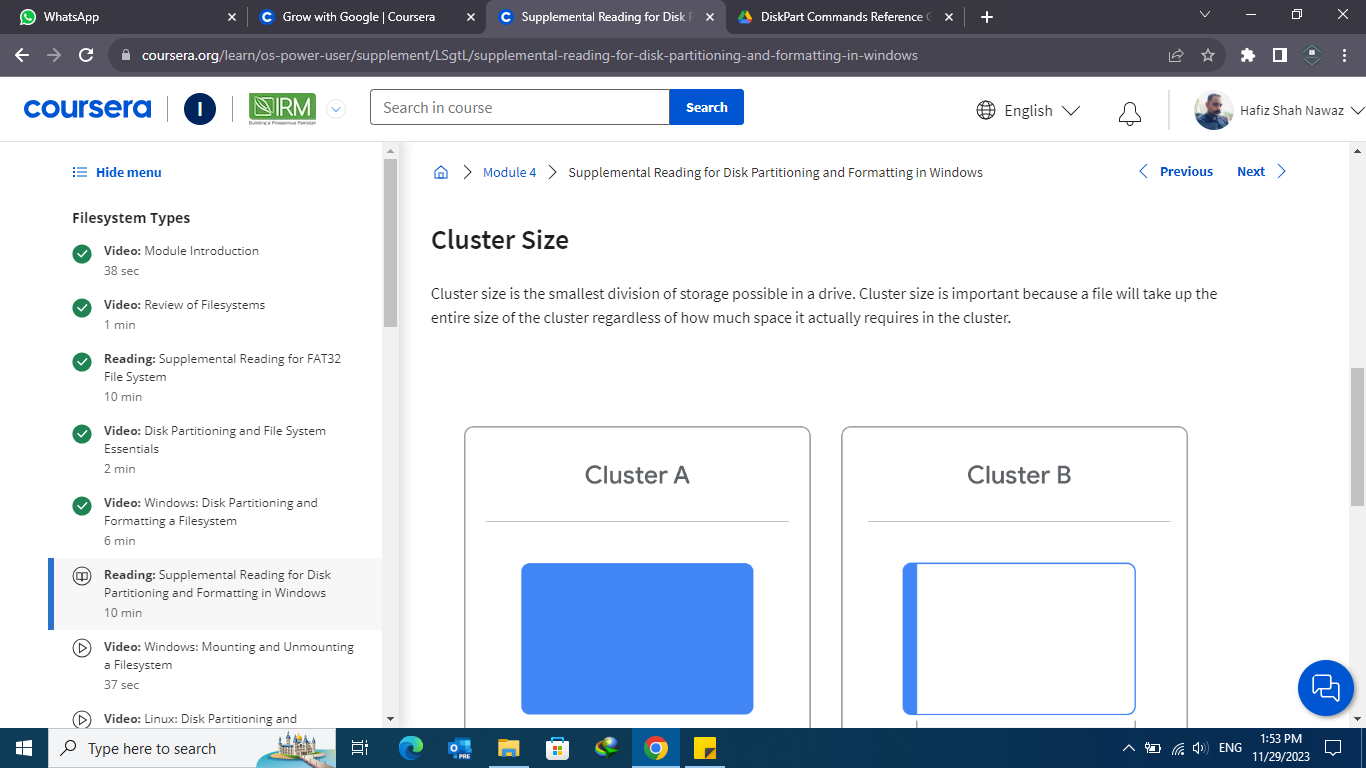 WhatsApp
Grow with Google | Coursera
Supplemental Reading for Disk
DiskPart Commands Reference
coursera.org/learn/os-power-user/supplement/LSgtL/supplemental-reading-for-disk-partitioning-and-formatting-in-windows
coursera
I
IRM
Building a Prosperous Pakistan
Search in course
Search
English
Hafiz Shah Nawaz
Hide menu
Filesystem Types
Video: Module Introduction
38 sec
Video: Review of Filesystems
1 min
Reading: Supplemental Reading for FAT32
File System
10 min
Video: Disk Partitioning and File System
Essentials
2 min
Video: Windows: Disk Partitioning and
Formatting a Filesystem
6 min
Reading: Supplemental Reading for Disk
Partitioning and Formatting in Windows
10 min
Video: Windows: Mounting and Unmounting
a Filesystem
37 sec
Video: Linux: Disk Partitioning and
Module 4
Supplemental Reading for Disk Partitioning and Formatting in Windows
Previous
Next
Cluster Size
Cluster size is the smallest division of storage possible in a drive. Cluster size is important because a file will take up the
entire size of the cluster regardless of how much space it actually requires in the cluster.
Cluster A
Cluster B
Type here to search
PRE
ENG
1:53 PM
11/29/2023